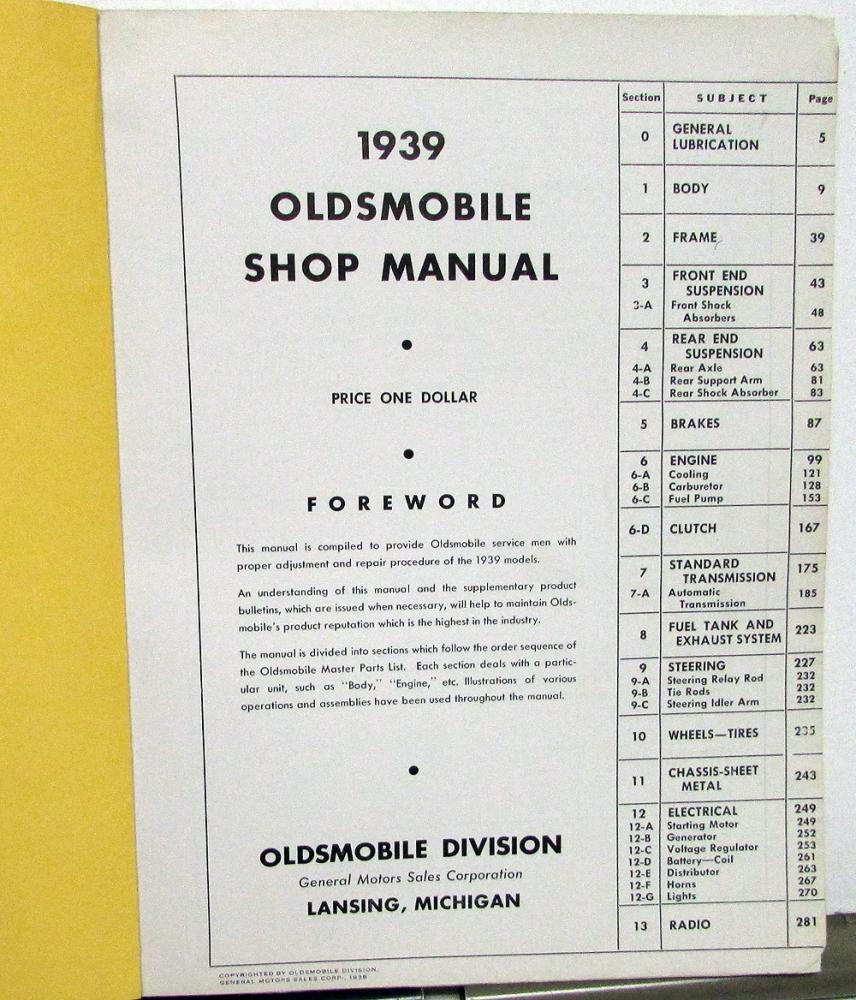 1939
OLDSMOBILE
SHOP MANUAL
PRICE ONE DOLLAR
FOREWORD
This manual is compiled to provide Oldsmobile service men with
proper adjustment and repair procedure of the 1939 models.
An understanding of this manual and the supplementary product
bulletins, which are issued when necessary, will help to maintain Olds-
mobile's product reputation which is the highest in the industry.
The manual is divided into sections which follow the order sequence of
the Oldsmobile Master Parts List. Each section deals with a partic-
ular unit, such as "Body," "Engine," etc. Illustrations of various
operations and assemblies have been used throughout the manual.
OLDSMOBILE DIVISION
General Motors Sales Corporation
LANSING, MICHIGAN
COPYRIGHTED BY OLDSMOBILE DIVISION,
GENERAL MOTORS SALES CORP., 1938
Section SUBJECT Page
0 GENERAL LUBRICATION 5
1 BODY 9
2 FRAME 39
3 FRONT END SUSPENSION 43
3-A Front Shock Absorbers 48
4 REAR END SUSPENSION 63
4-A Rear Axle 63
4-B Rear Support Arm 81
4-C Rear Shock Absorber 83
5 BRAKES 87
6 ENGINE 99
6-A Cooling 121
6-B Carburetor 128
6-C Fuel Pump 153
6-D CLUTCH 167
7 STANDARD TRANSMISSION 175
7-A Automatic Transmission 185
8 FUEL TANK AND EXHAUST SYSTEM 223
9 STEERING 227
9-A Steering Relay Rod 232
9-B Tie Rods 232
9-C Steering Idler Arm 232
10 WHEELS—TIRES 235
11 CHASSIS-SHEET METAL 243
12 ELECTRICAL 249
12-A Starting Motor 249
12-B Generator 252
12-C Voltage Regulator 253
12-D Battery—Coil 261
12-E Distributor 263
12-F Horns 267
12-G Lights 270
13 RADIO 281